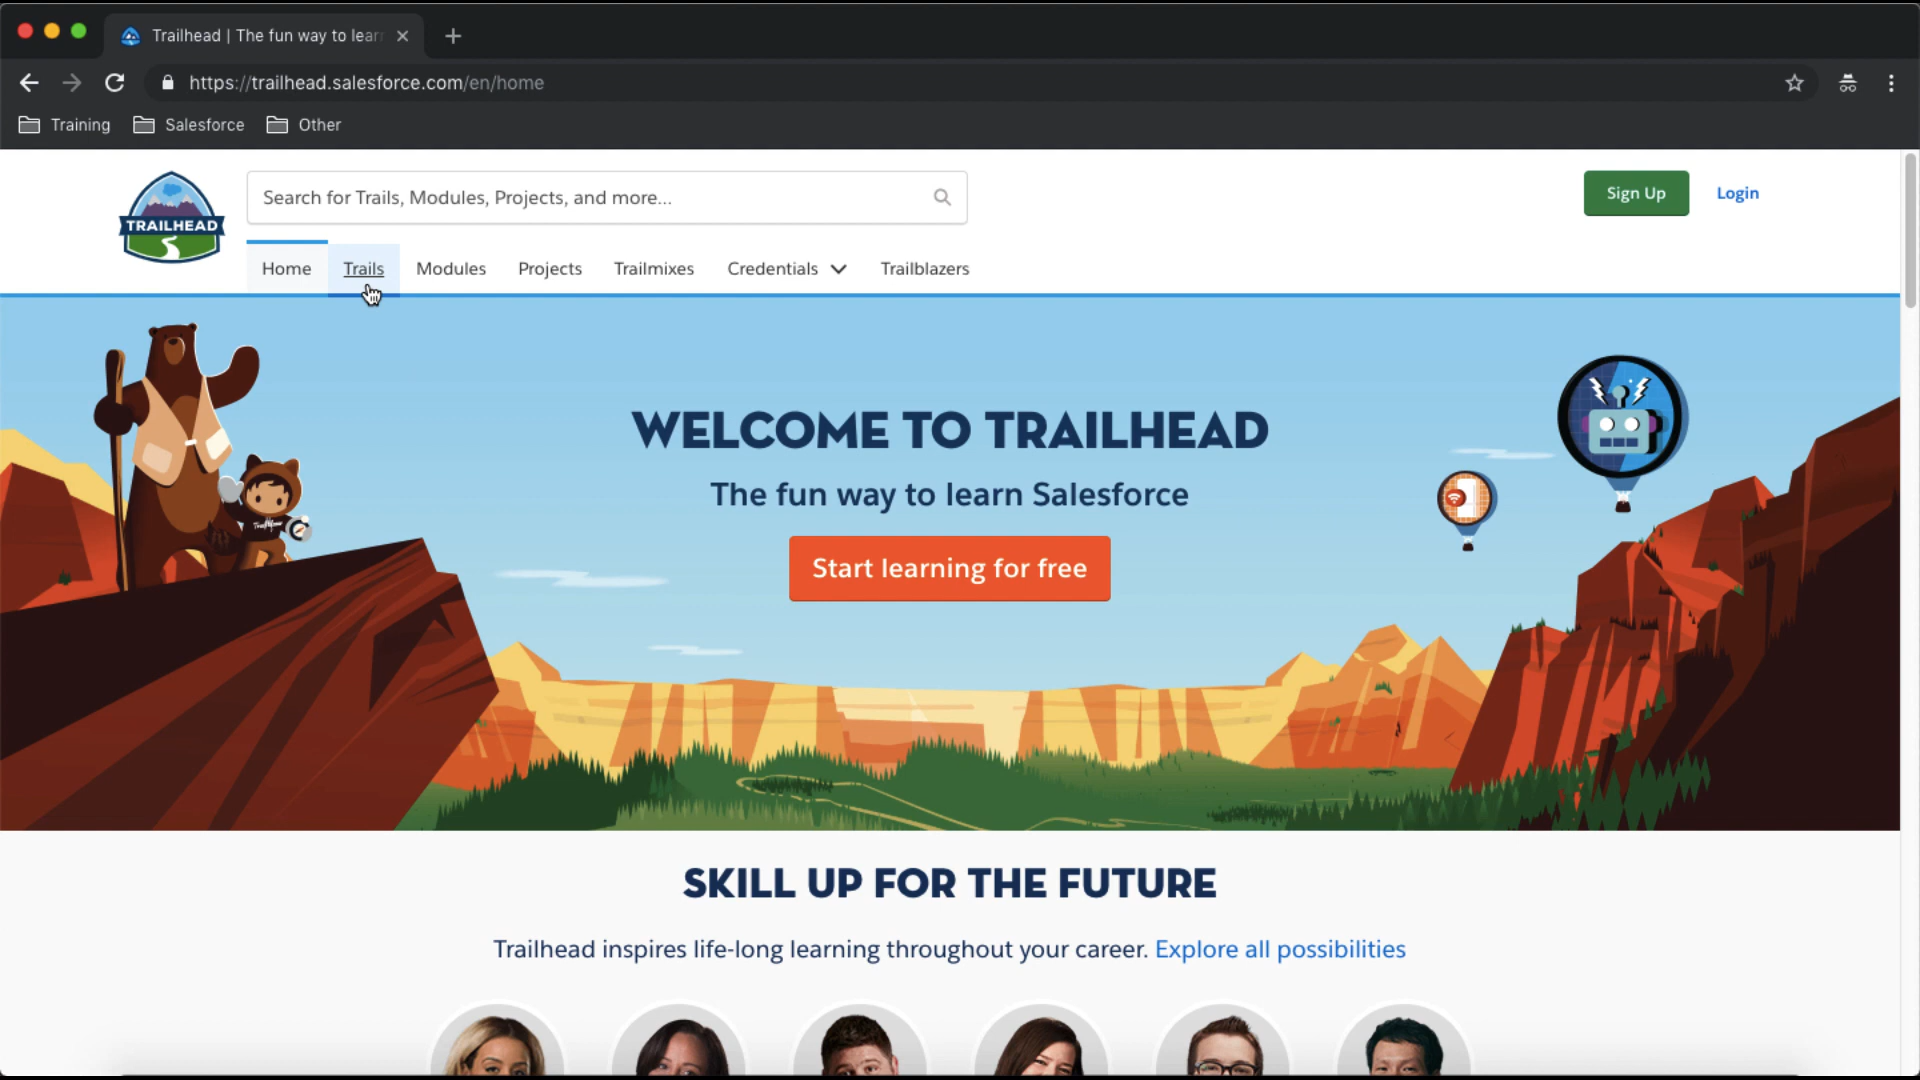 Trailhead | The fun way to lear
https://trailhead.salesforce.com/en/home
Training Salesforce Other
TRAILHEAD
Search for Trails, Modules, Projects, and more...
Sign Up Login
Home Trails Modules Projects Trailmixes Credentials Trailblazers
WELCOME TO TRAILHEAD
The fun way to learn Salesforce
Start learning for free
SKILL UP FOR THE FUTURE
Trailhead inspires life-long learning throughout your career. Explore all possibilities